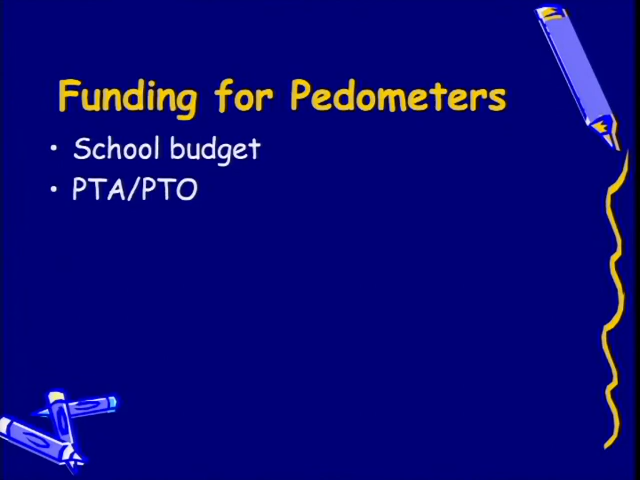 Funding for Pedometers
• School budget
• PTA/PTO